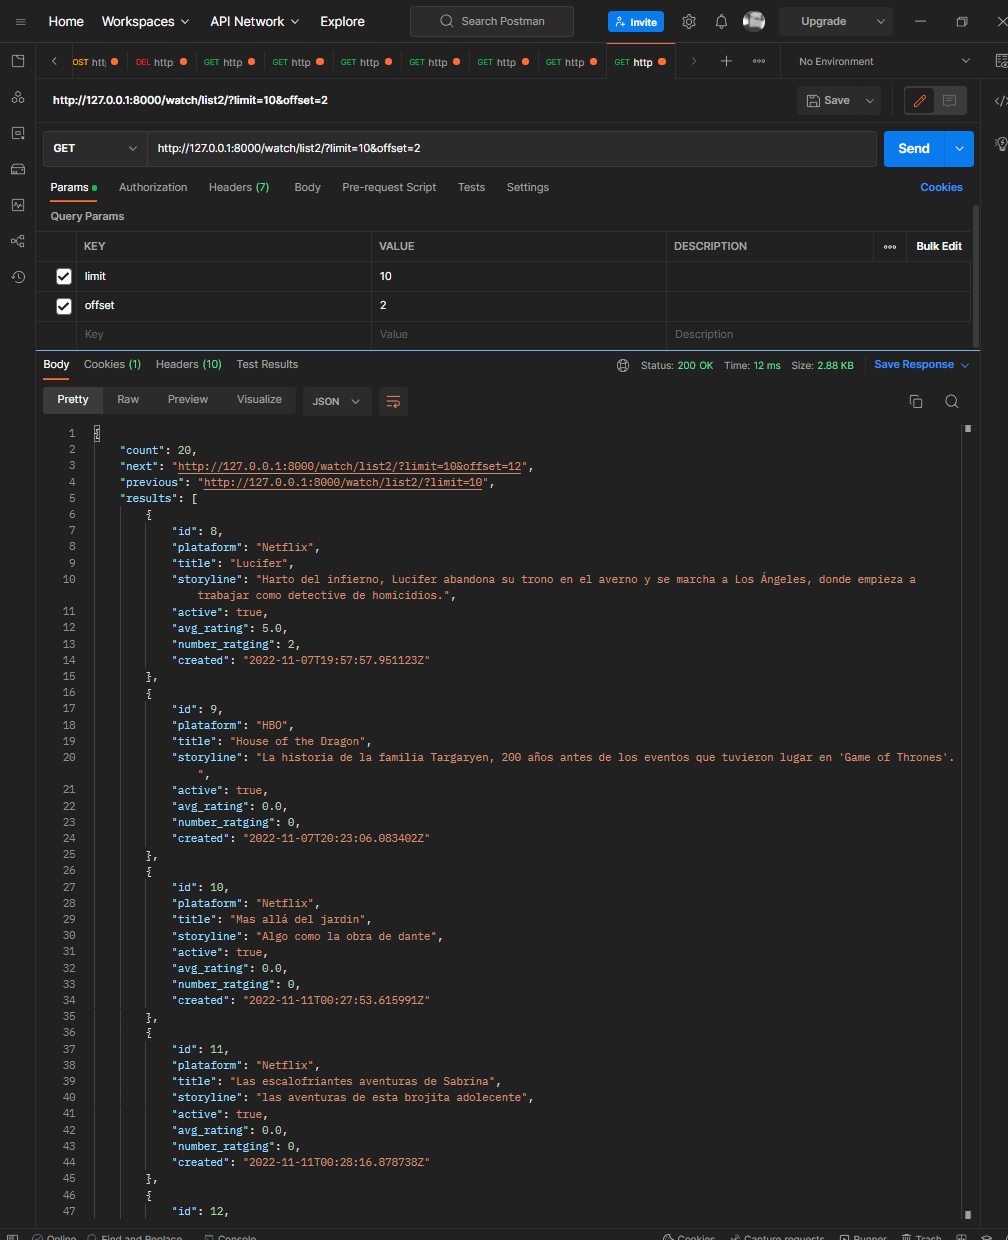 Home Workspaces API Network Explore Search Postman Invite Upgrade
OST htt DEL http GET http GET http GET http GET http GET http GET http GET http No Environment
http://127.0.0.1:8000/watch/list2/?limit=10&offset=2 Save
GET http://127.0.0.1:8000/watch/list2/?limit=10&offset=2 Send
Params Authorization Headers (7) Body Pre-request Script Tests Settings Cookies
Query Params
KEY VALUE DESCRIPTION Bulk Edit
limit 10
offset 2
Key Value Description
Body Cookies (1) Headers (10) Test Results Status: 200 OK Time: 12 ms Size: 2.88 KB Save Response
Pretty Raw Preview Visualize JSON
1 {
2 "count": 20,
3 "next": "http://127.0.0.1:8000/watch/list2/?limit=10&offset=12",
4 "previous": "http://127.0.0.1:8000/watch/list2/?limit=10",
5 "results": [
6 {
7 "id": 8,
8 "plataform": "Netflix",
9 "title": "Lucifer",
10 "storyline": "Harto del infierno, Lucifer abandona su trono en el averno y se marcha a Los Ángeles, donde empieza a
trabajar como detective de homicidios.",
11 "active": true,
12 "avg_rating": 5.0,
13 "number_ratging": 2,
14 "created": "2022-11-07T19:57:57.951123Z"
15 },
16 {
17 "id": 9,
18 "plataform": "HBO",
19 "title": "House of the Dragon",
20 "storyline": "La historia de la familia Targaryen, 200 años antes de los eventos que tuvieron lugar en 'Game of Thrones'.
",
21 "active": true,
22 "avg_rating": 0.0,
23 "number_ratging": 0,
24 "created": "2022-11-07T20:23:06.083402Z"
25 },
26 {
27 "id": 10,
28 "plataform": "Netflix",
29 "title": "Mas allá del jardin",
30 "storyline": "Algo como la obra de dante",
31 "active": true,
32 "avg_rating": 0.0,
33 "number_ratging": 0,
34 "created": "2022-11-11T00:27:53.615991Z"
35 },
36 {
37 "id": 11,
38 "plataform": "Netflix",
39 "title": "Las escalofriantes aventuras de Sabrina",
40 "storyline": "las aventuras de esta brojita adolecente",
41 "active": true,
42 "avg_rating": 0.0,
43 "number_ratging": 0,
44 "created": "2022-11-11T00:28:16.878738Z"
45 },
46 {
47 "id": 12,
Online Find and Replace Console Cookies Capture requests Runner Trash